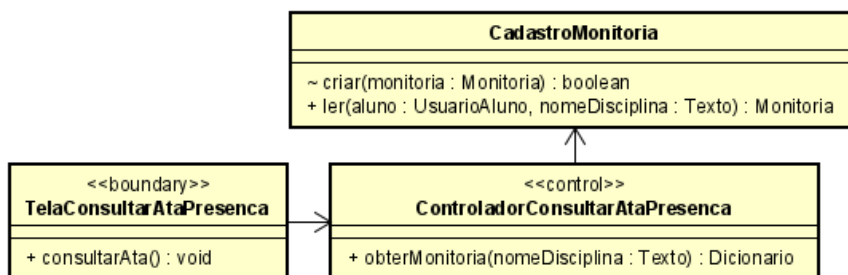 CadastroMonitoria
~ criar(monitoria : Monitoria) : boolean
+ ler(aluno : UsuarioAluno, nomeDisciplina : Texto) : Monitoria
<<boundary>>
TelaConsultarAtaPresenca
+ consultarAta() : void
<<control>>
ControladorConsultarAtaPresenca
+ obterMonitoria(nomeDisciplina : Texto) : Dicionario